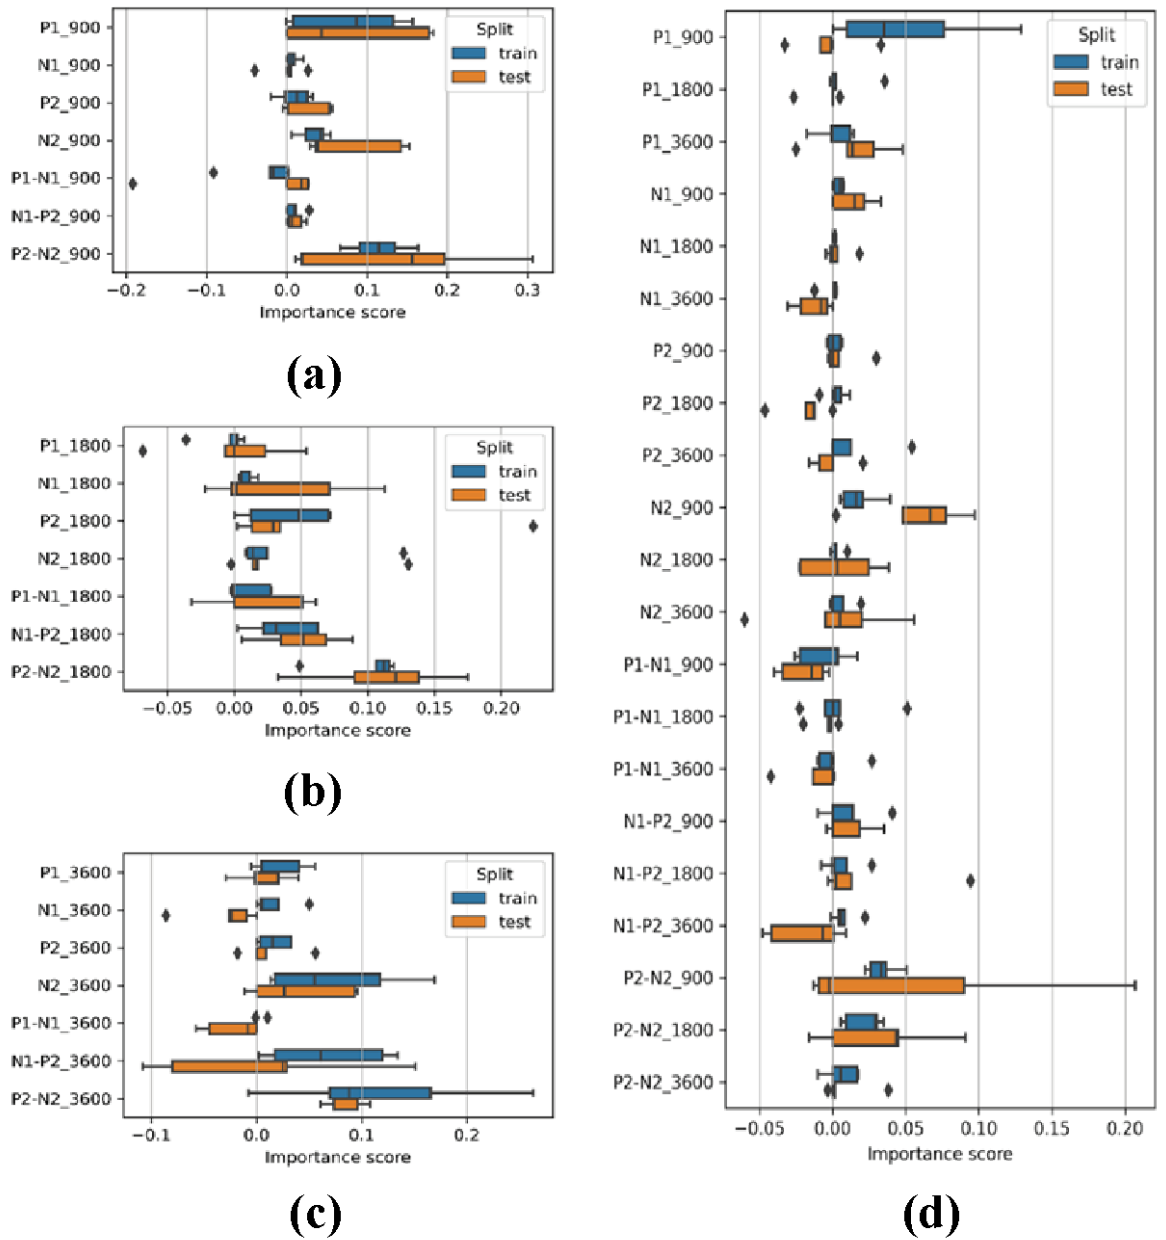 P1_900
N1_900
P2_900
N2_900
P1-N1_900
N1-P2_900
P2-N2_900
Split
train
test
−0.2 −0.1 0.0 0.1 0.2 0.3
Importance score
(a)
P1_1800
N1_1800
P2_1800
N2_1800
P1-N1_1800
N1-P2_1800
P2-N2_1800
Split
train
test
−0.05 0.00 0.05 0.10 0.15 0.20
Importance score
(b)
P1_3600
N1_3600
P2_3600
N2_3600
P1-N1_3600
N1-P2_3600
P2-N2_3600
Split
train
test
−0.1 0.0 0.1 0.2
Importance score
(c)
P1_900
P1_1800
P1_3600
N1_900
N1_1800
N1_3600
P2_900
P2_1800
P2_3600
N2_900
N2_1800
N2_3600
P1-N1_900
P1-N1_1800
P1-N1_3600
N1-P2_900
N1-P2_1800
N1-P2_3600
P2-N2_900
P2-N2_1800
P2-N2_3600
Split
train
test
−0.05 0.00 0.05 0.10 0.15 0.20
Importance score
(d)